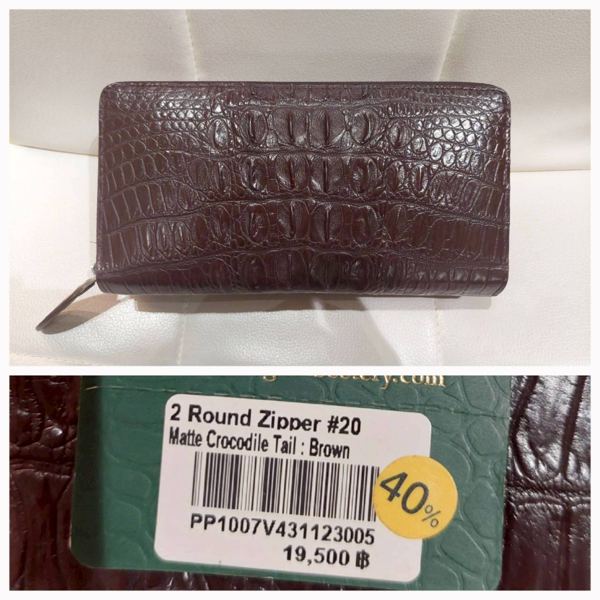 2 Round Zipper #20
Matte Crocodile Tail : Brown
40%
PP1007V431123005
19,500 ฿